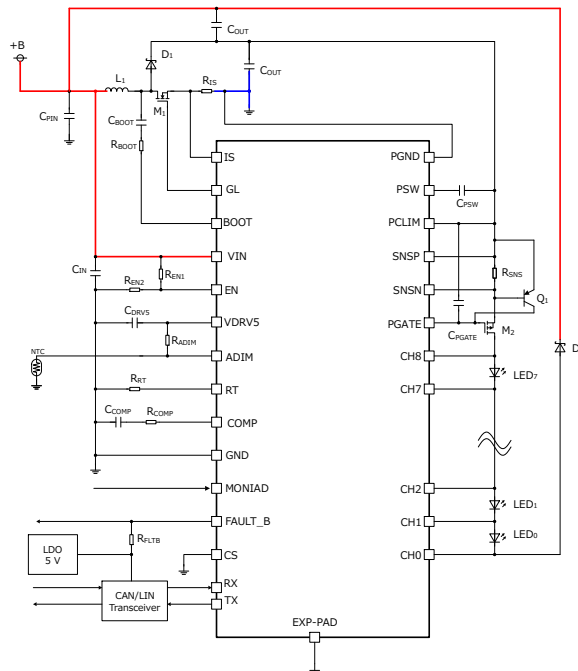 +B
COUT
D1
L1
RIS
COUT
M1
CPIN
CBOOT
RBOOT
IS
PGND
GL
PSW
CPSW
BOOT
PCLIM
VIN
SNSP
CIN
REN1
RSNS
REN2
EN
SNSN
Q1
CDRV5
VDRV5
PGATE
M2
RADIM
CPGATE
NTC
ADIM
CH8
D
LED7
RRT
RT
CH7
CCOMP
RCOMP
COMP
GND
MONIAD
CH2
LED1
FAULT_B
CH1
RFLTB
LED0
LDO
5 V
CS
CH0
CAN/LIN
Transceiver
RX
TX
EXP-PAD